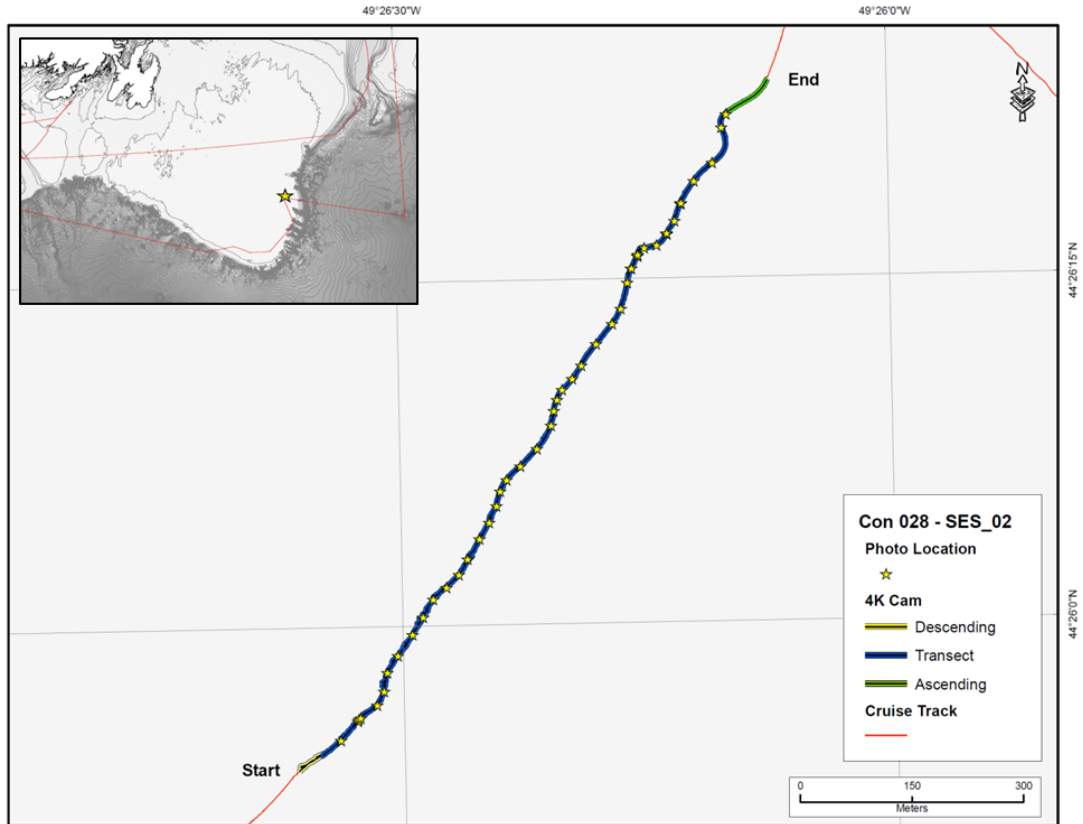 49°26'30"W
49°26'0"W
End
N
44°26'15"N
Con 028 - SES_02
Photo Location
4K Cam
Descending
Transect
Ascending
Cruise Track
44°26'0"N
Start
0 150 300
Meters